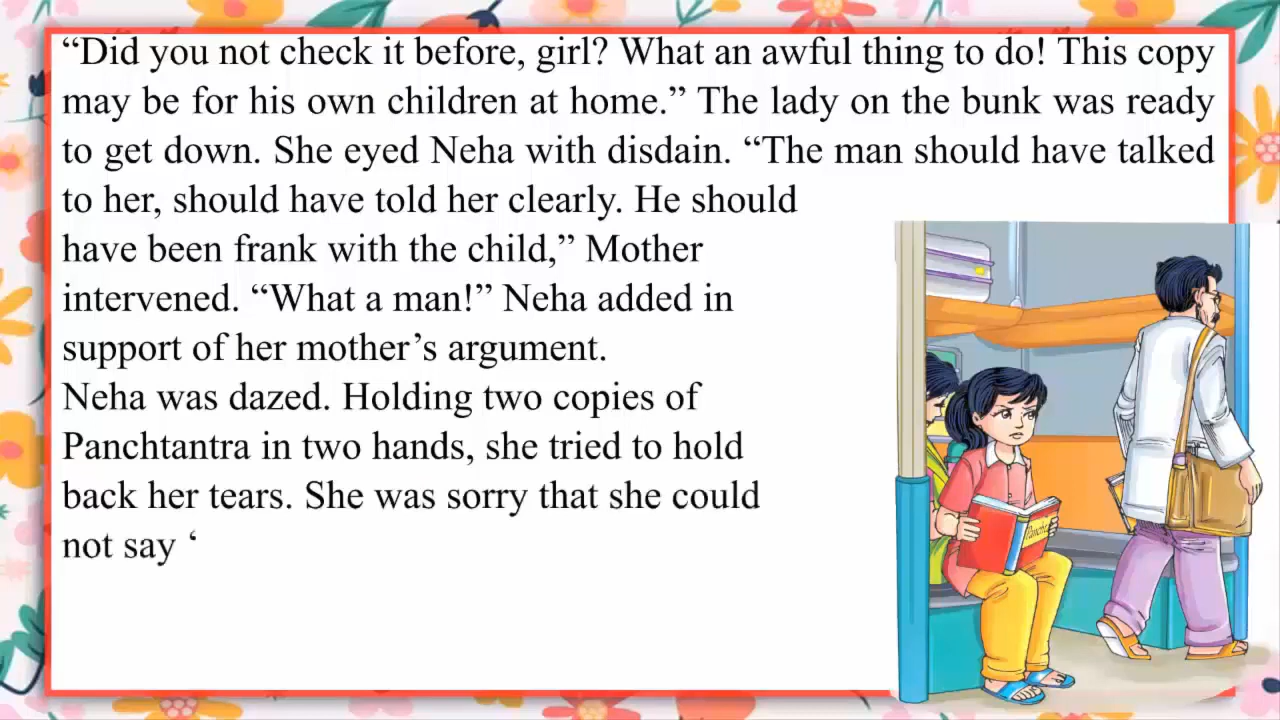 “Did you not check it before, girl? What an awful thing to do! This copy
may be for his own children at home.” The lady on the bunk was ready
to get down. She eyed Neha with disdain. “The man should have talked
to her, should have told her clearly. He should
have been frank with the child,” Mother
intervened. “What a man!” Neha added in
support of her mother’s argument.
Neha was dazed. Holding two copies of
Panchtantra in two hands, she tried to hold
back her tears. She was sorry that she could
not say ‘